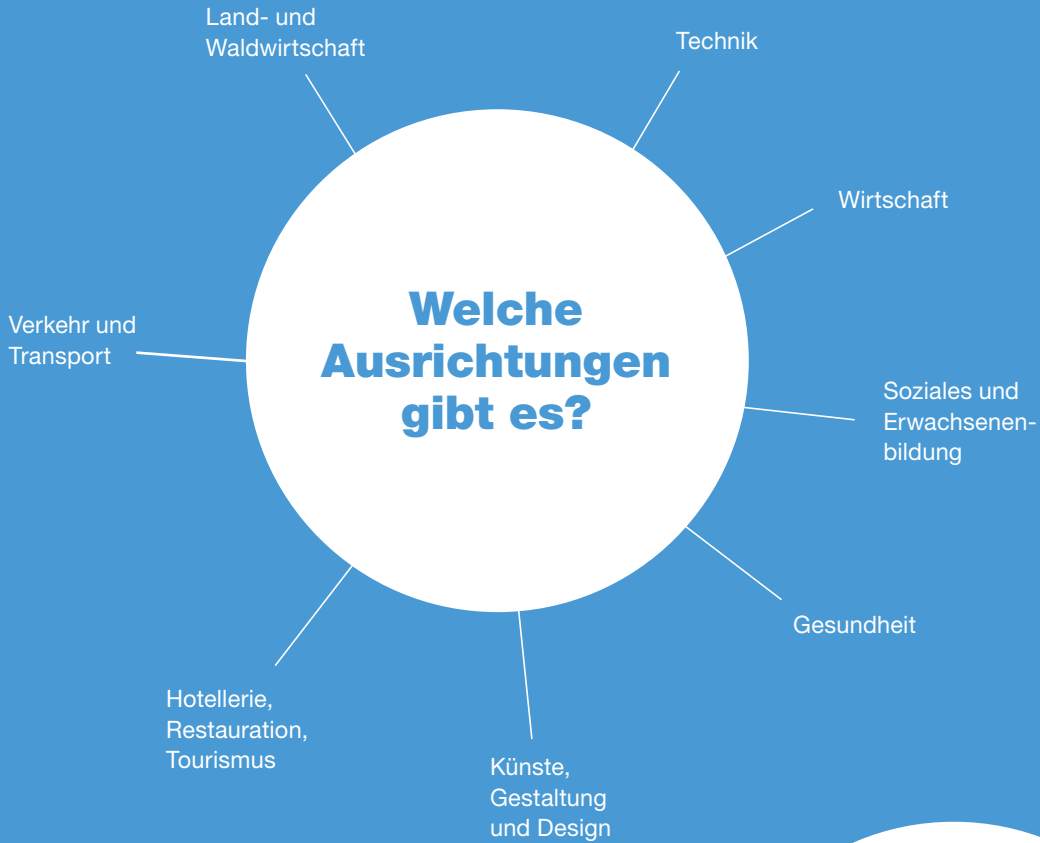 Land- und
Waldwirtschaft
Technik
Wirtschaft
Welche
Ausrichtungen
gibt es?
Verkehr und
Transport
Soziales und
Erwachsenen-
bildung
Gesundheit
Hotellerie,
Restauration,
Tourismus
Künste,
Gestaltung
und Design